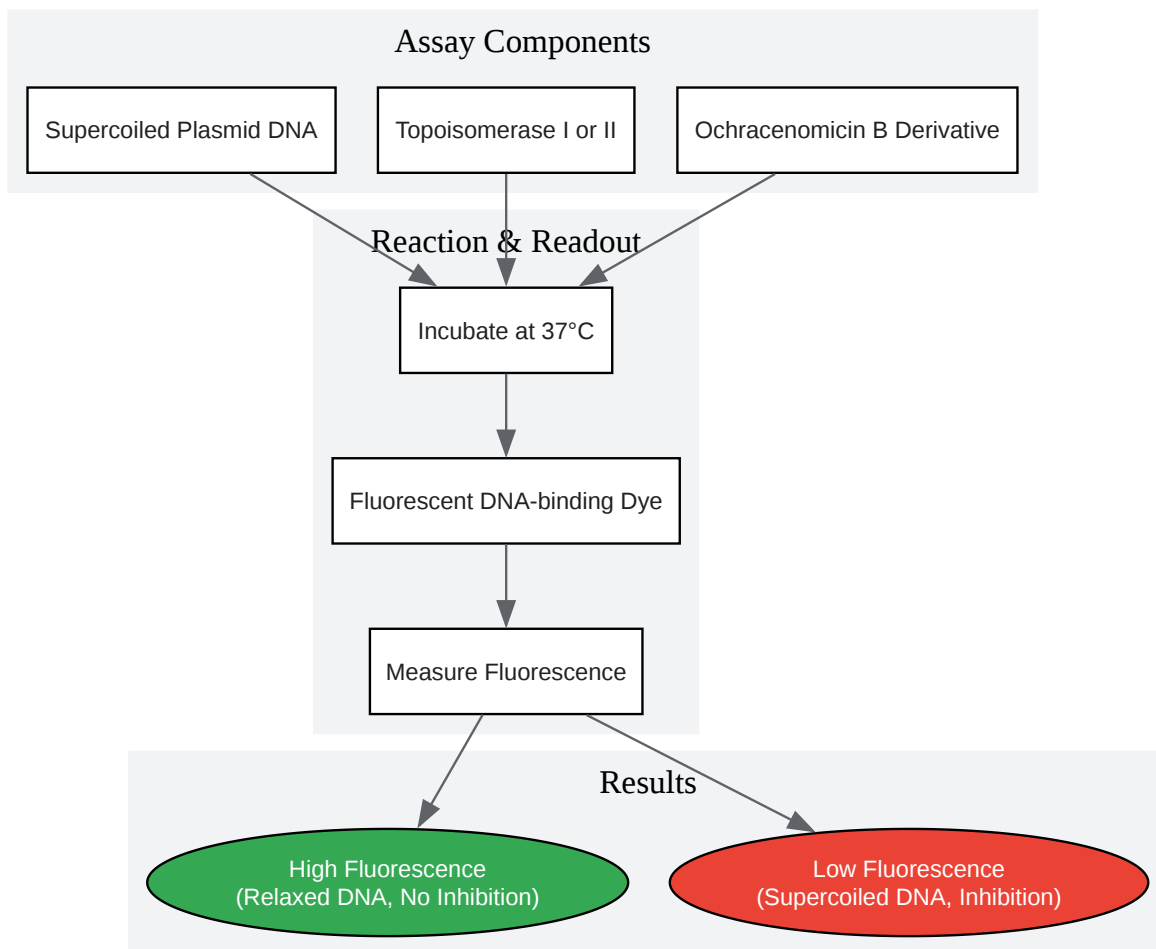 Assay Components
Supercoiled Plasmid DNA
Topoisomerase I or II
Ochracenomicin B Derivative
Reaction & Readout
Incubate at 37°C
Fluorescent DNA-binding Dye
Measure Fluorescence
Results
High Fluorescence
(Relaxed DNA, No Inhibition)
Low Fluorescence
(Supercoiled DNA, Inhibition)